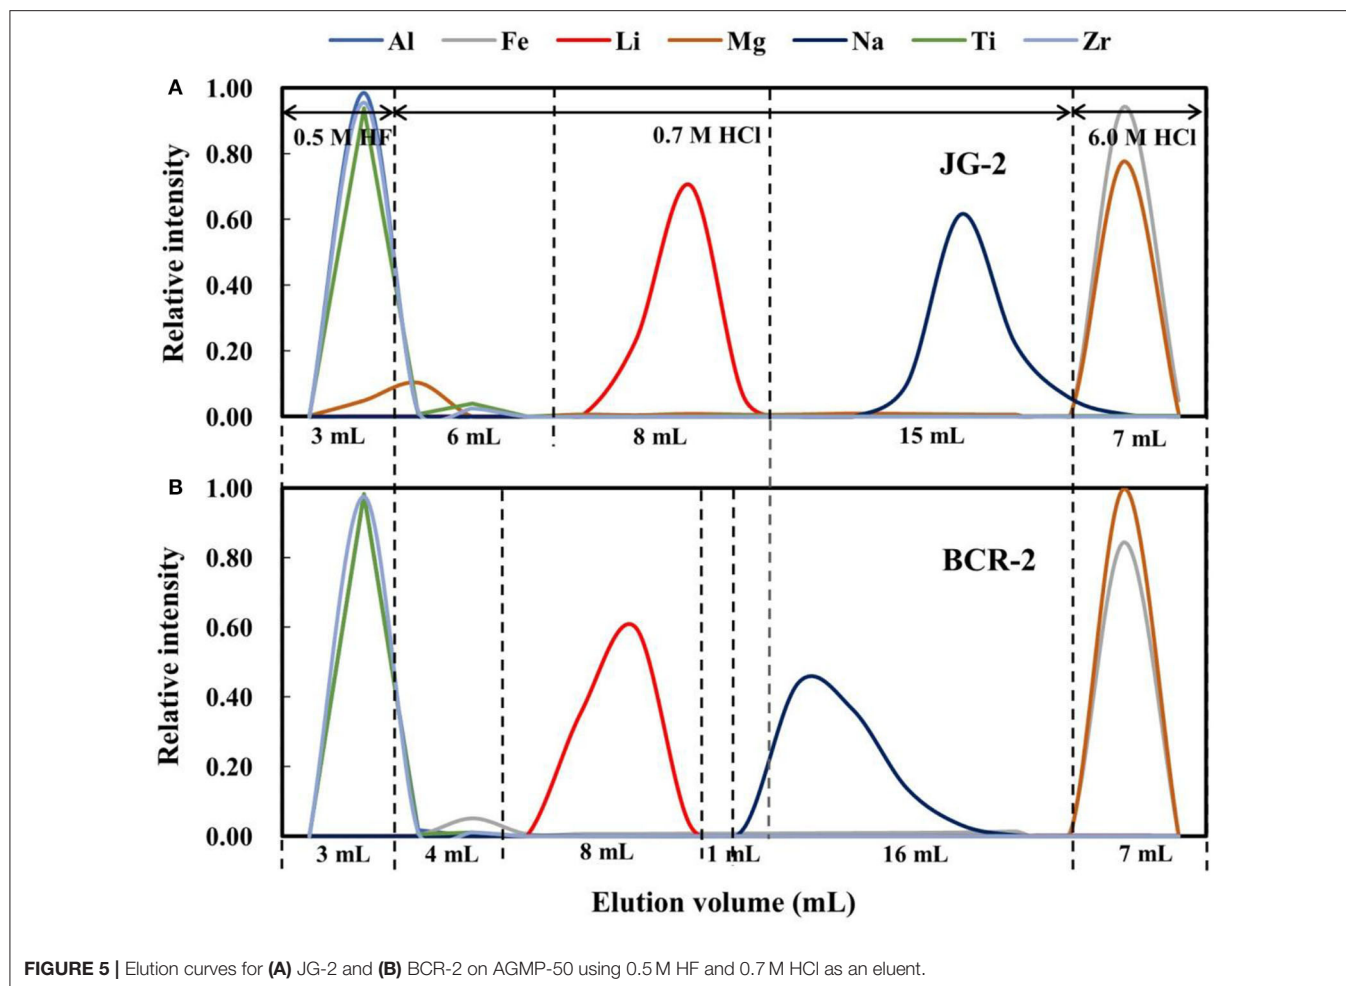 Al Fe Li Mg Na Ti Zr
A
1.00
0.80
0.60
0.40
0.20
0.00
Relative intensity
0.5 M HF
0.7 M HCl
6.0 M HCl
JG-2
3 mL 6 mL 8 mL 15 mL 7 mL
B
1.00
0.80
0.60
0.40
0.20
0.00
Relative intensity
BCR-2
3 mL 4 mL 8 mL 1 mL 16 mL 7 mL
Elution volume (mL)
FIGURE 5 | Elution curves for (A) JG-2 and (B) BCR-2 on AGMP-50 using 0.5 M HF and 0.7 M HCl as an eluent.